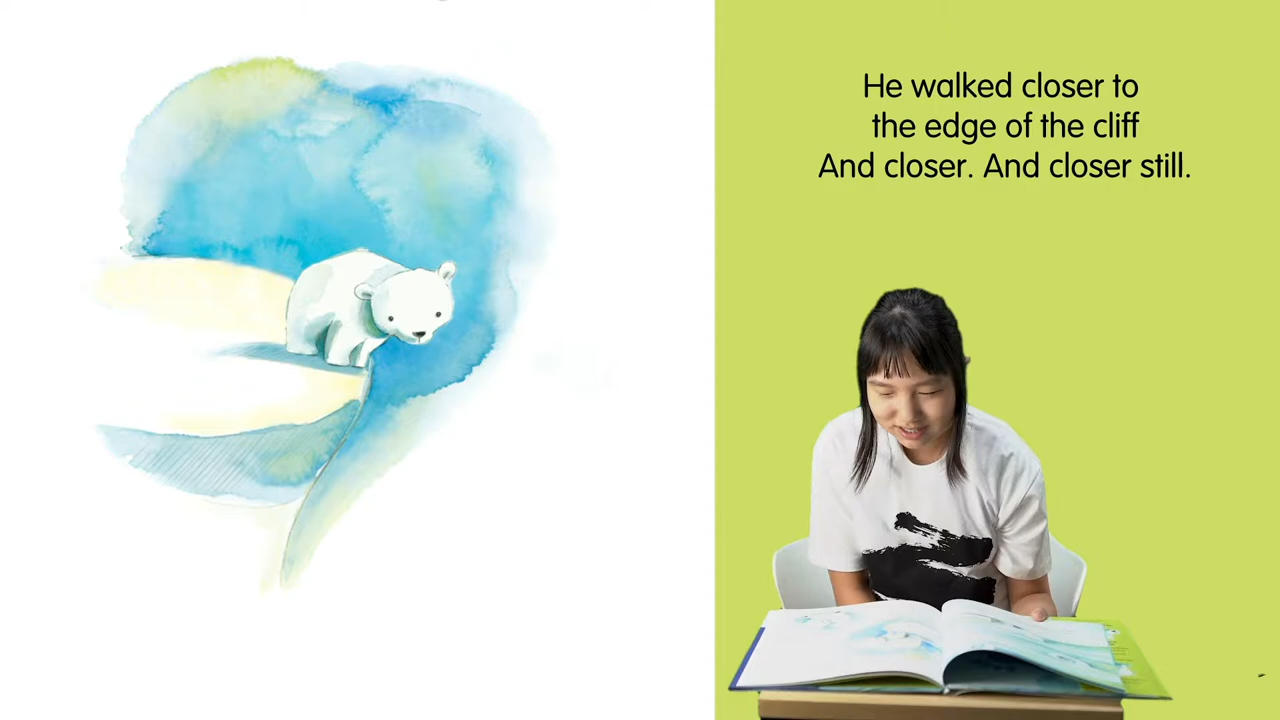 He walked closer to
the edge of the cliff
And closer. And closer still.